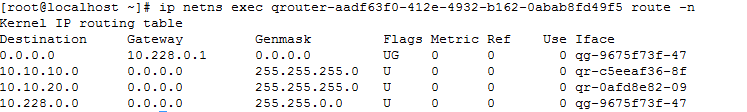 [root@localhost ~]# ip netns exec qrouter-aadf63f0-412e-4932-b162-0abab8fd49f5 route -n
Kernel IP routing table
Destination     Gateway         Genmask         Flags Metric Ref    Use Iface
0.0.0.0         10.228.0.1      0.0.0.0         UG    0      0        0 qg-9675f73f-47
10.10.10.0      0.0.0.0         255.255.255.0   U     0      0        0 qr-c5eeaf36-8f
10.10.20.0      0.0.0.0         255.255.255.0   U     0      0        0 qr-0afd8e82-09
10.228.0.0      0.0.0.0         255.255.0.0     U     0      0        0 qg-9675f73f-47